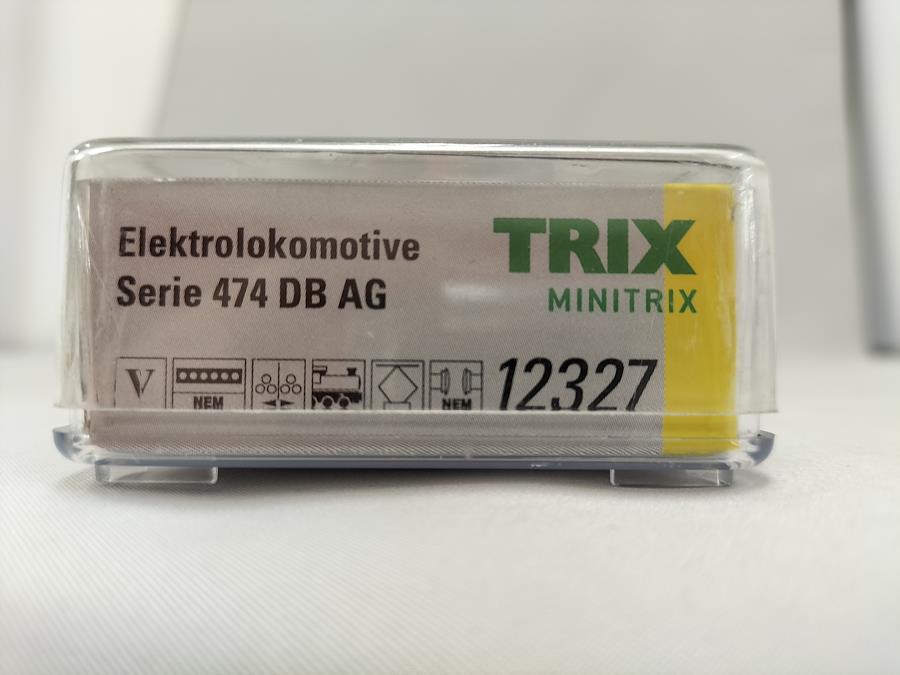 Elektrolokomotive
Serie 474 DB AG
TRIX
MINITRIX
V
NEM
NEM
12327